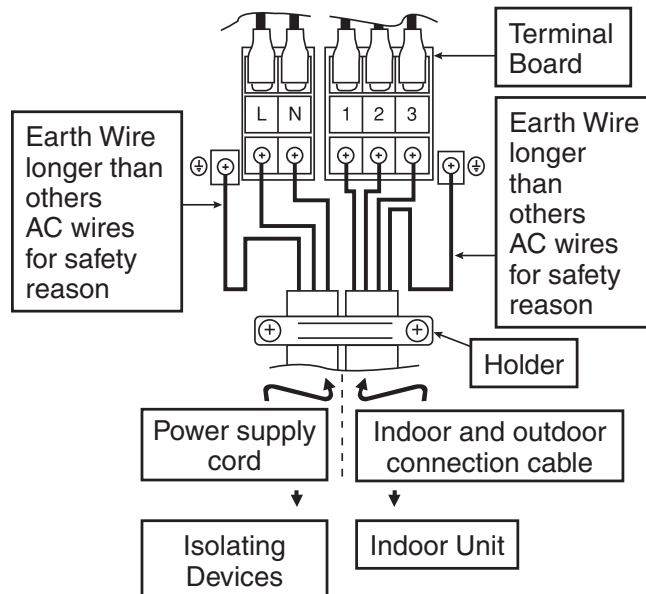 Terminal
Board
L N 1 2 3
Earth Wire
longer than
others
AC wires
for safety
reason
Earth Wire
longer
than
others
AC wires
for safety
reason
Holder
Power supply
cord
Indoor and outdoor
connection cable
Isolating
Devices
Indoor Unit